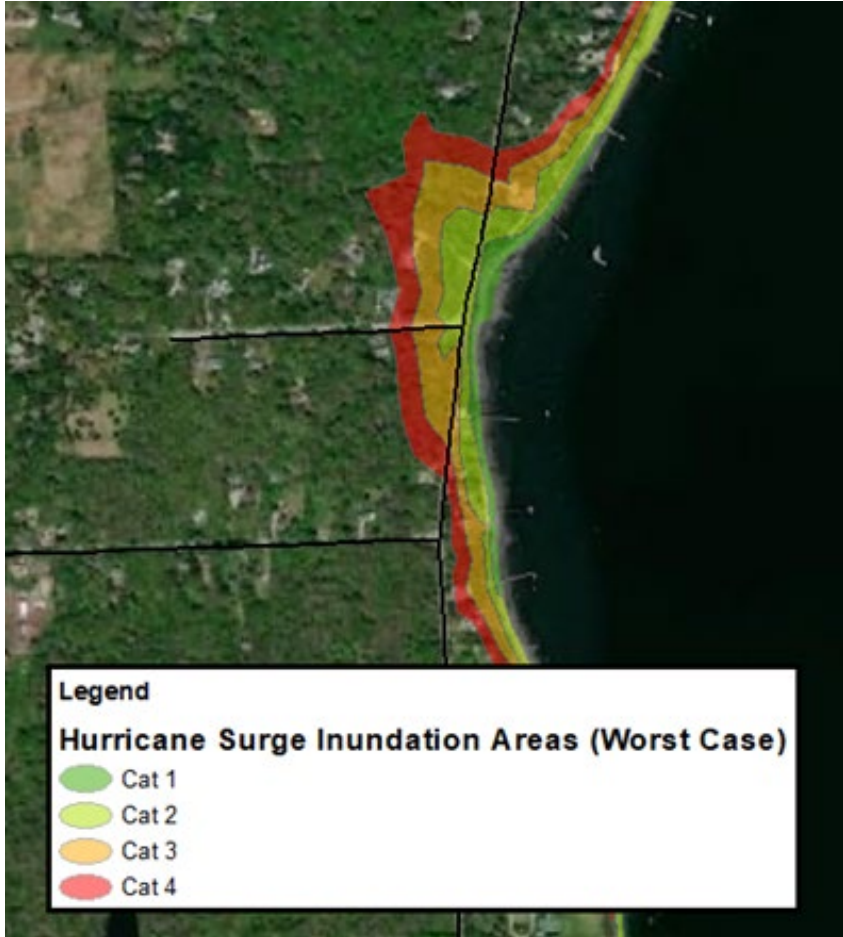 Legend
Hurricane Surge Inundation Areas (Worst Case)
Cat 1
Cat 2
Cat 3
Cat 4